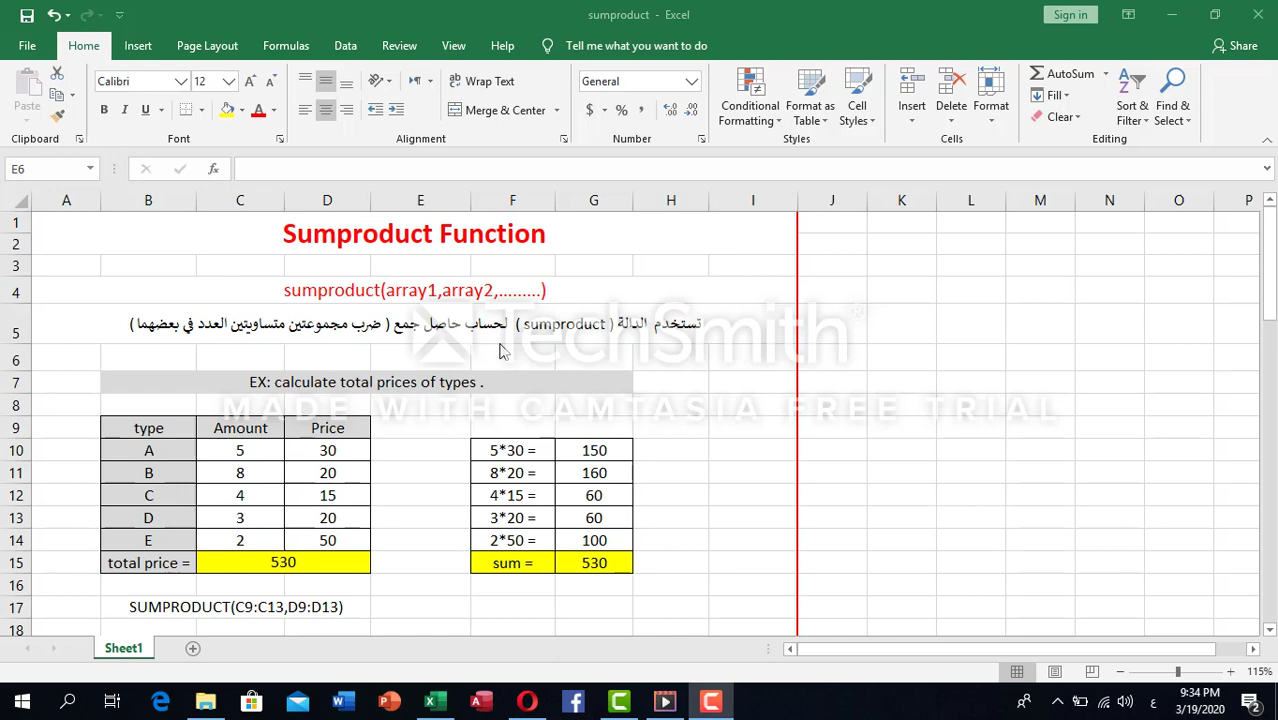 sumproduct - Excel
Sign in
File Home Insert Page Layout Formulas Data Review View Help Tell me what you want to do Share
Calibri 12 Wrap Text General AutoSum
Paste Merge & Center Conditional Formatting Format as Table Cell Styles Insert Delete Format Fill Clear Sort & Filter Find & Select
Clipboard Font Alignment Number Styles Cells Editing
E6 fx
A B C D E F G H I J K L M N O P
1 Sumproduct Function
2
3
4 sumproduct(array1,array2,.........)
5 تستخدم الدالة ( sumproduct ) لحساب حاصل جمع ( ضرب مجموعتين متساويتين العدد في بعضهما )
TechSmith
6
7 EX: calculate total prices of types .
8
MADE WITH CAMTASIA FREE TRIAL
9 type Amount Price
10 A 5 30 5*30 = 150
11 B 8 20 8*20 = 160
12 C 4 15 4*15 = 60
13 D 3 20 3*20 = 60
14 E 2 50 2*50 = 100
15 total price = 530 sum = 530
16
17 SUMPRODUCT(C9:C13,D9:D13)
18
Sheet1
115%
9:34 PM
3/19/2020